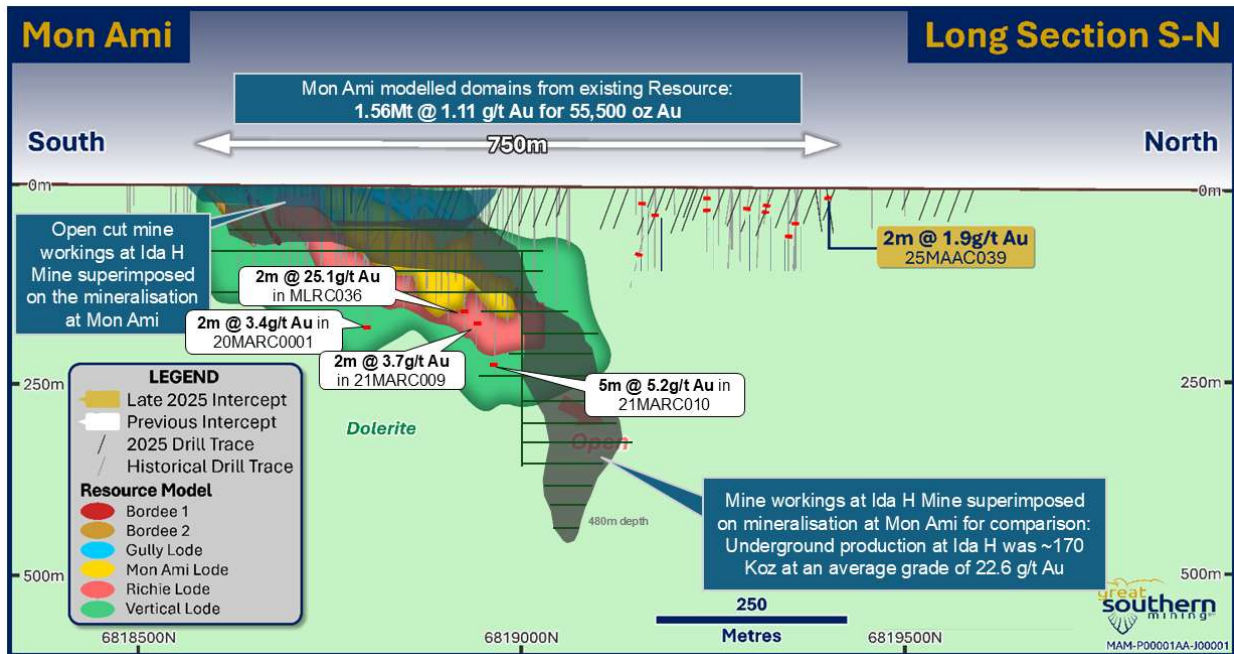 Mon Ami
Long Section S-N
Mon Ami modelled domains from existing Resource:
1.56Mt @ 1.11 g/t Au for 55,500 oz Au
South
750m
North
0m
0m
Open cut mine
workings at Ida H
Mine superimposed
on the mineralisation
at Mon Ami
2m @ 1.9g/t Au
25MAAC039
2m @ 25.1g/t Au
in MLRC036
2m @ 3.4g/t Au in
20MARC0001
2m @ 3.7g/t Au
in 21MARC009
5m @ 5.2g/t Au in
21MARC010
250m
250m
LEGEND
Late 2025 Intercept
Previous Intercept
2025 Drill Trace
Historical Drill Trace
Resource Model
Bordee 1
Bordee 2
Gully Lode
Mon Ami Lode
Richie Lode
Vertical Lode
Dolerite
Open
480m depth
Mine workings at Ida H Mine superimposed
on mineralisation at Mon Ami for comparison:
Underground production at Ida H was ~170
Koz at an average grade of 22.6 g/t Au
500m
500m
250
Metres
great
southern
mining
6818500N
6819000N
6819500N
MAM-P00001AA-J00001